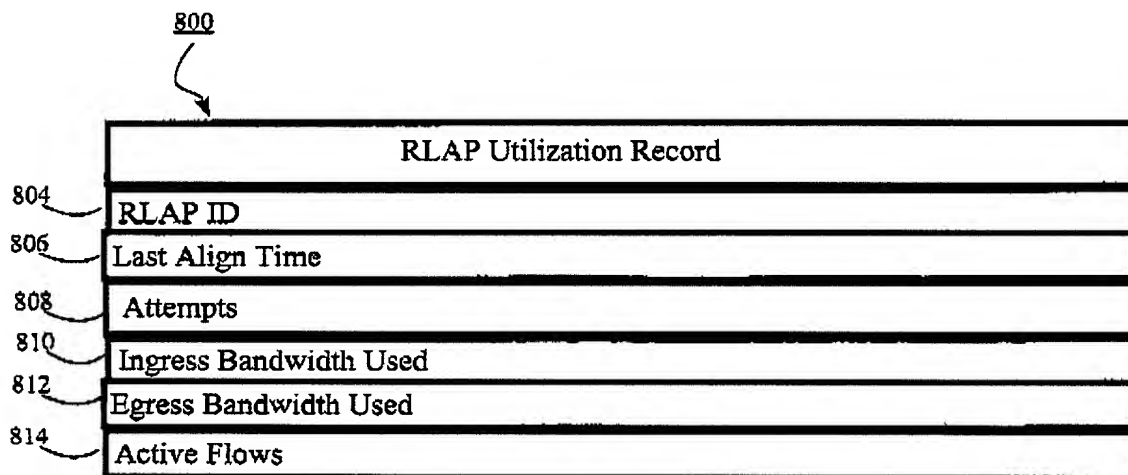 800
RLAP Utilization Record
804 RLAP ID
806 Last Align Time
808 Attempts
810 Ingress Bandwidth Used
812 Egress Bandwidth Used
814 Active Flows